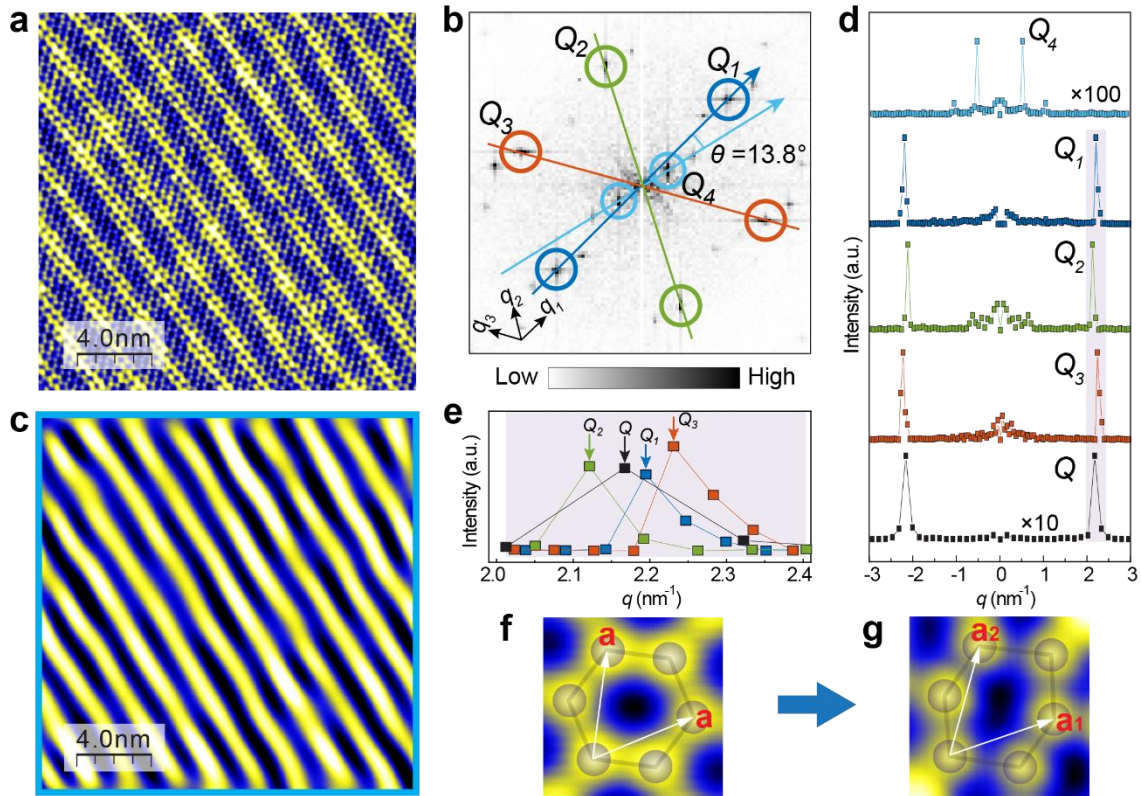 a
4.0nm
b
Q2
Q1
Q3
θ =13.8°
Q4
q3
q2
q1
Low
High
c
4.0nm
d
Q4
×100
Q1
Q2
Q3
Q
×10
Intensity (a.u.)
-3 -2 -1 0 1 2 3
q (nm-1)
e
Q2 Q Q1 Q3
Intensity (a.u.)
2.0 2.1 2.2 2.3 2.4
q (nm-1)
f
a
a
g
a2
a1